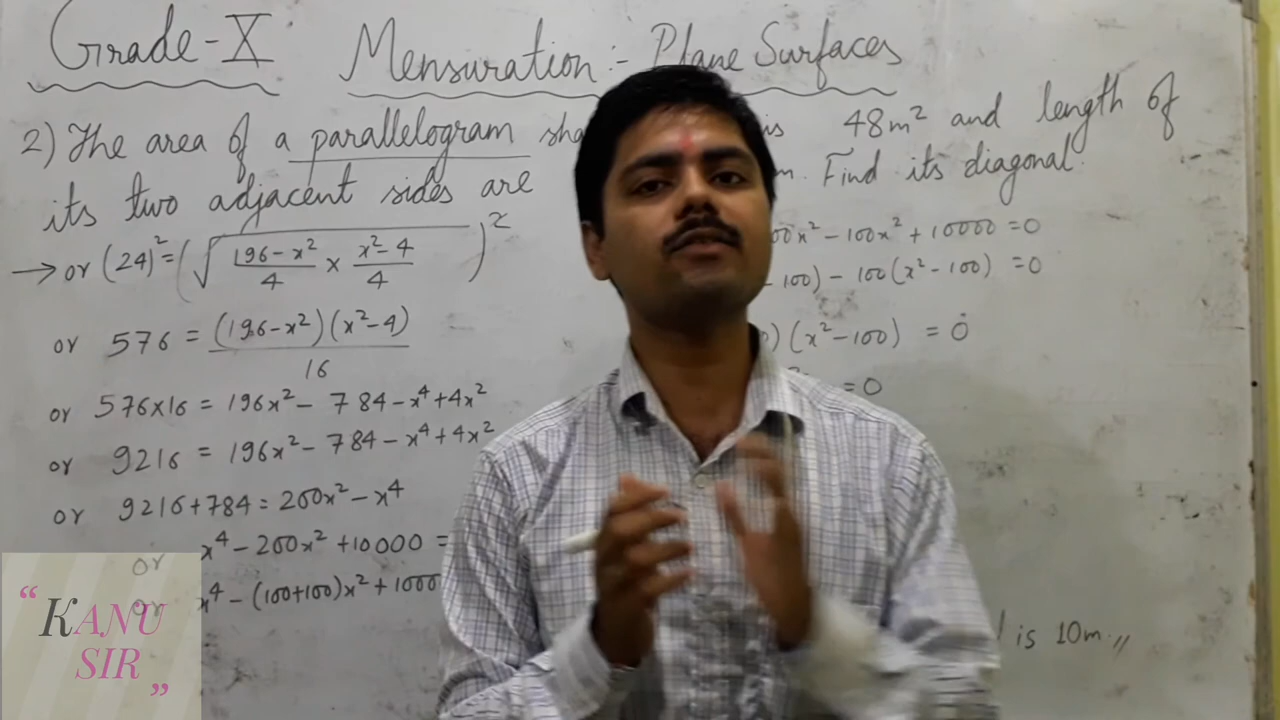 Grade-X Mensuration:- Plane Surfaces
2) The area of a parallelogram sha is 48m² and length of
its two adjacent sides are m. Find its diagonal.
→ or (24)² = (√((196-x²)/4 × (x²-4)/4))²
or 576 = ((196-x²)(x²-4))/16
or 576×16 = 196x² - 784 - x⁴ + 4x²
or 9216 = 196x² - 784 - x⁴ + 4x²
or 9216+784 = 200x² - x⁴
or x⁴ - 200x² + 10000 =
x⁴ - (100+100)x² + 1000
00x² - 100x² + 10000 = 0
100) - 100(x² - 100) = 0
) (x² - 100) = 0
= 0
is 10m.,,
"KANU
SIR"